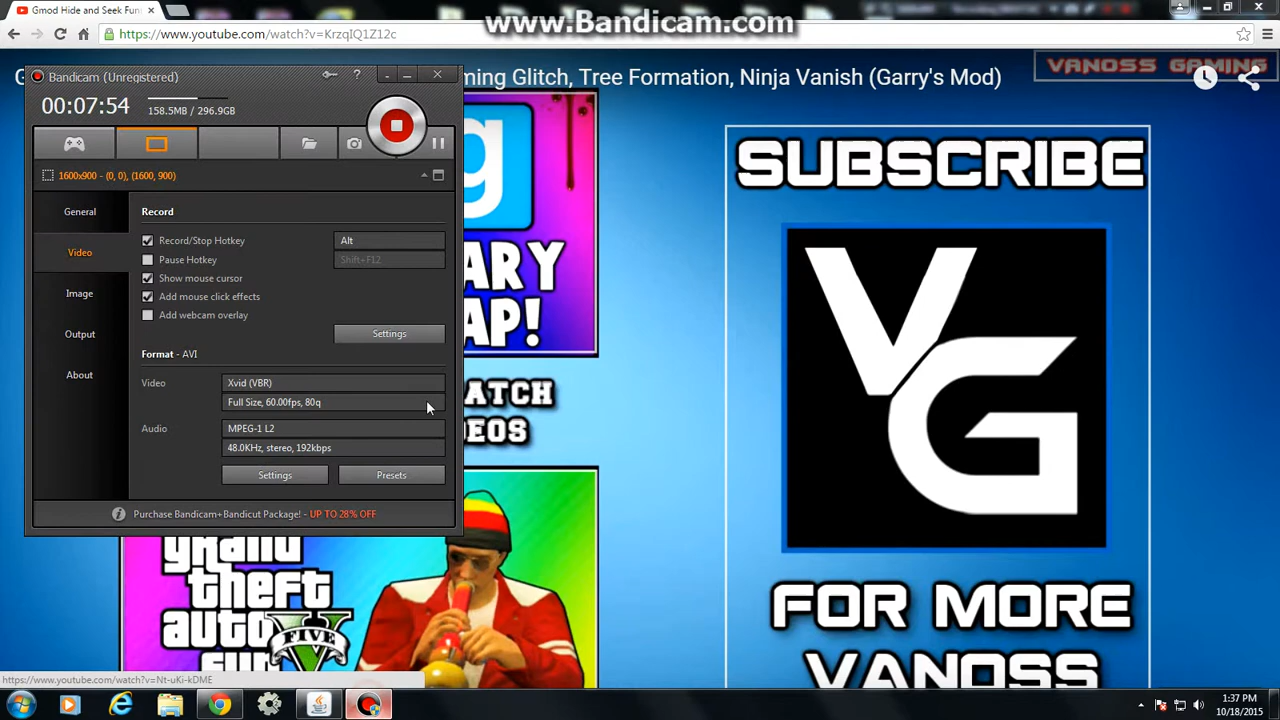 Gmod Hide and Seek Fun
www.Bandicam.com
https://www.youtube.com/watch?v=KrzqIQ1Z12c
G
ming Glitch, Tree Formation, Ninja Vanish (Garry's Mod)
VANOSS GAMING
Bandicam (Unregistered)
?
00:07:54
158.5MB / 296.9GB
1600x900 - (0, 0), (1600, 900)
General
Video
Image
Output
About
Record
Record/Stop Hotkey
Alt
Pause Hotkey
Shift+F12
Show mouse cursor
Add mouse click effects
Add webcam overlay
Settings
Format - AVI
Video
Xvid (VBR)
Full Size, 60.00fps, 80q
Audio
MPEG-1 L2
48.0KHz, stereo, 192kbps
Settings
Presets
Purchase Bandicam+Bandicut Package! - UP TO 28% OFF
g
ARY
AP!
ATCH
EOS
grand
theft
auto
FIVE
SUBSCRIBE
VG
FOR MORE
VANOSS
https://www.youtube.com/watch?v=Nt-uKi-kDME
1:37 PM
10/18/2015